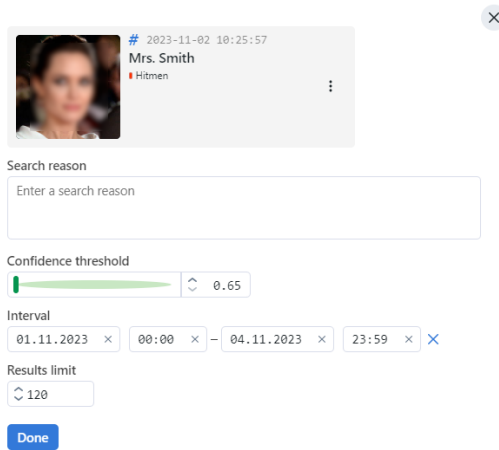 # 2023-11-02 10:25:57
Mrs. Smith
Hitmen
Search reason
Enter a search reason
Confidence threshold
0.65
Interval
01.11.2023 × 00:00 × – 04.11.2023 × 23:59 ×
Results limit
120
Done